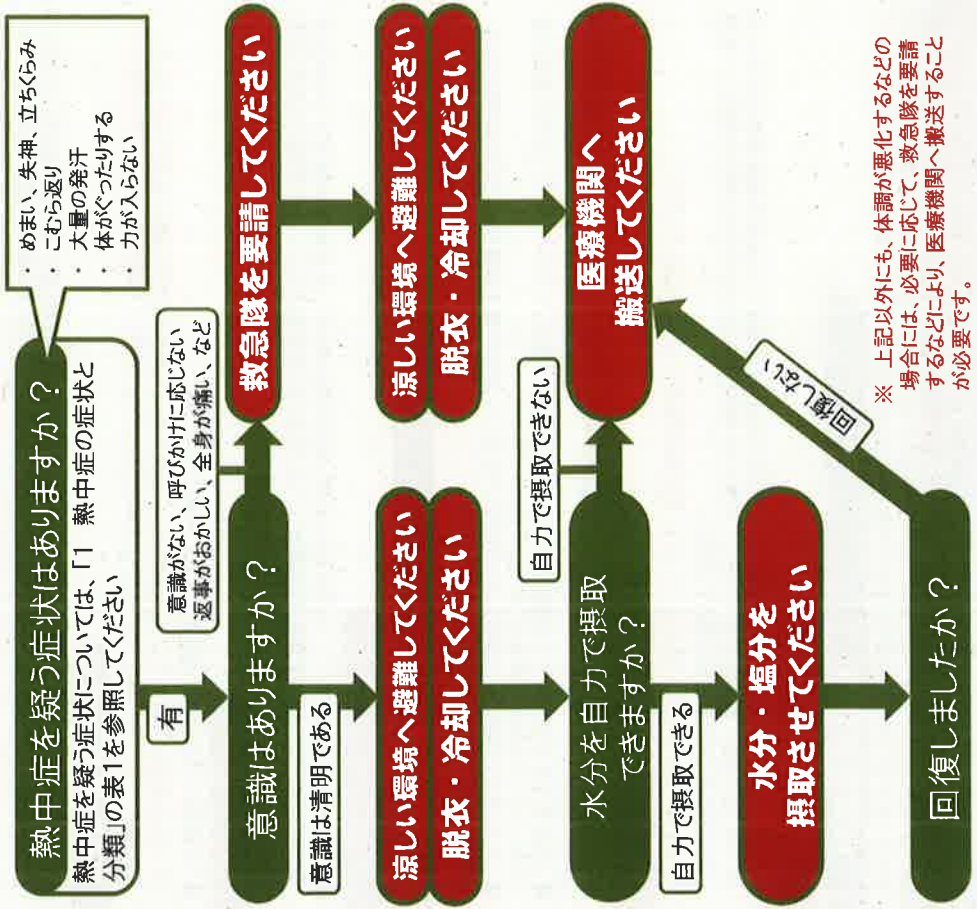 熱中症を疑う症状はありますか？
熱中症を疑う症状については、「1　熱中症の症状と
分類」の表1を参照してください
・ めまい、失神、立ちくらみ
・ こむら返り
・ 大量の発汗
・ 体がぐったりする
・ 力が入らない
有
意識はありますか？
意識がない、呼びかけに応じない
返事がおかしい、全身が痛い、など
救急隊を要請してください
意識は清明である
涼しい環境へ避難してください
脱衣・冷却してください
涼しい環境へ避難してください
脱衣・冷却してください
水分を自力で摂取
できますか？
自力で摂取できない
医療機関へ
搬送してください
自力で摂取できる
水分・塩分を
摂取させてください
回復しましたか？
回復しない
※ 上記以外にも、体調が悪化するなどの
場合には、必要に応じて、救急隊を要請
するなどにより、医療機関へ搬送すること
が必要です。